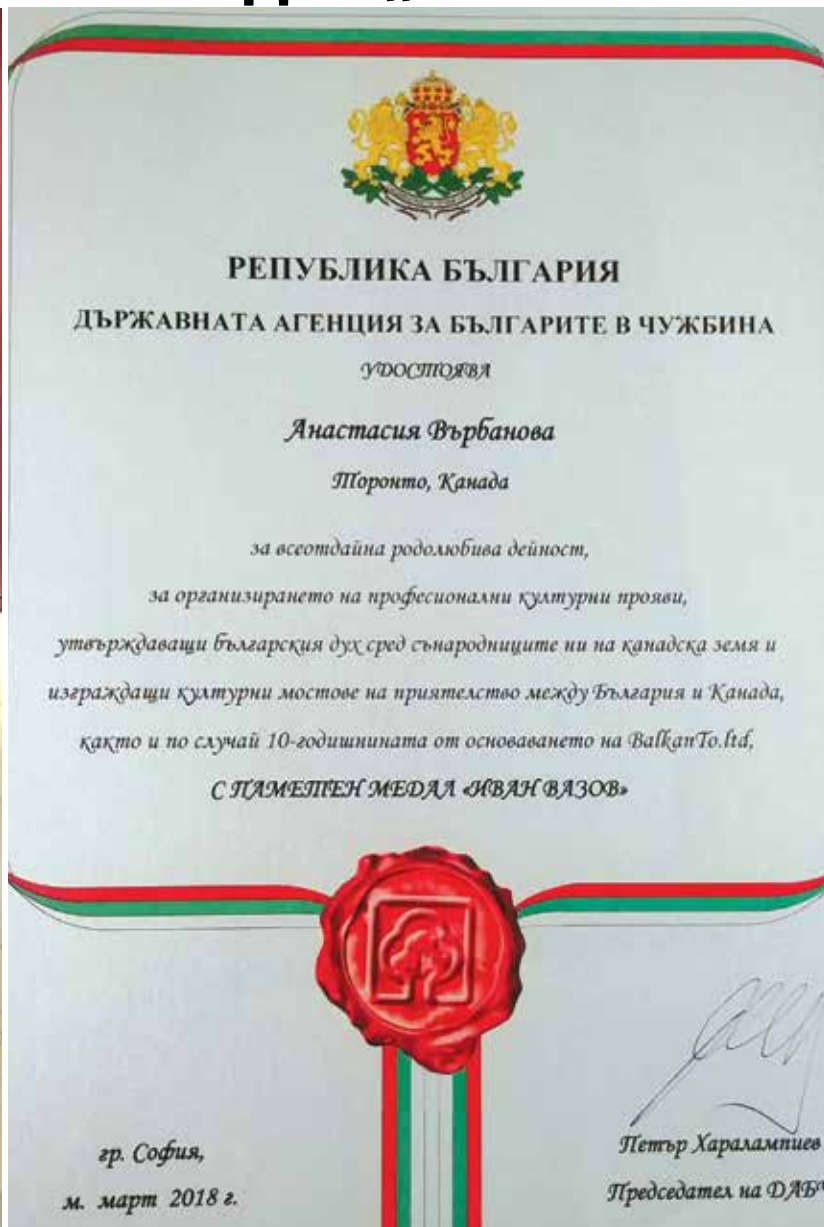 РЕПУБЛИКА БЪЛГАРИЯ
ДЪРЖАВНАТА АГЕНЦИЯ ЗА БЪЛГАРИТЕ В ЧУЖБИНА
УДОСТОЯВА
Анастасия Върбанова
Торонто, Канада
за всеотдайна родолюбива дейност,
за организирането на професионални културни прояви,
утвърждаващи българския дух сред сънародниците ни на канадска земя и
изграждащи културни мостове на приятелство между България и Канада,
както и по случай 10-годишнината от основаването на BalkanTo.ltd,
С ПАМЕТЕН МЕДАЛ «ИВАН ВАЗОВ»
гр. София,
м. март 2018 г.
Петър Харалампиев
Председател на ДАБЧ